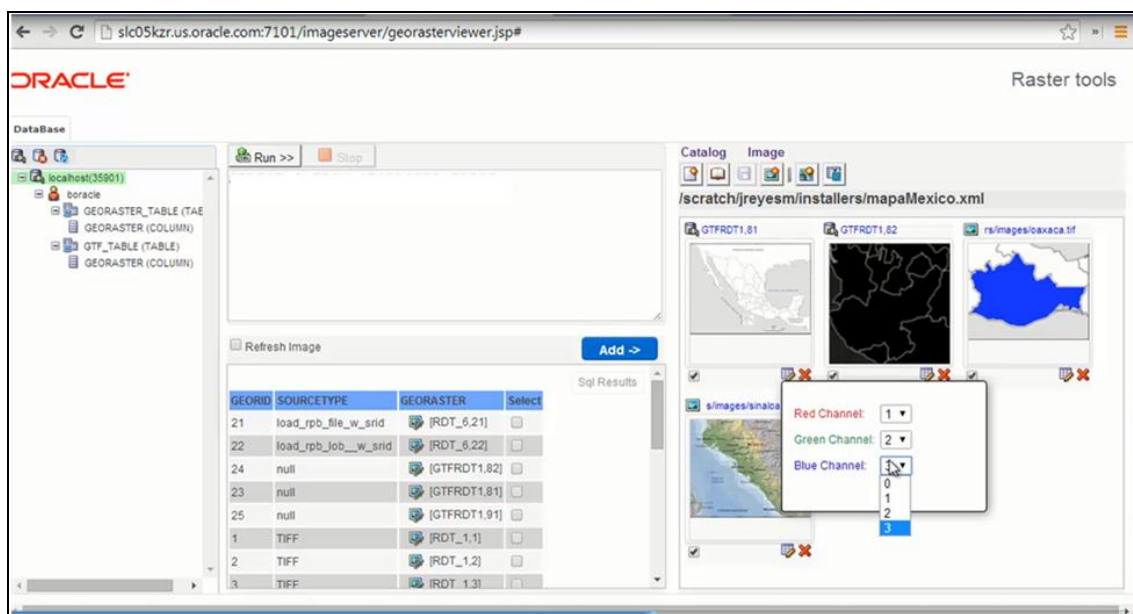 slc05kzr.us.oracle.com:7101/imageserver/georasterviewer.jsp#
ORACLE
Raster tools
DataBase
localhost(35901)
boracle
GEORASTER_TABLE (TAE
GEORASTER (COLUMN)
GTF_TABLE (TABLE)
GEORASTER (COLUMN)
Run >>
Stop
Refresh Image
Add ->
Sql Results
GEORID SOURCETYPE GEORASTER Select
21 load_rpb_file_w_srid [RDT_6,21]
22 load_rpb_lob__w_srid [RDT_6,22]
24 null [GTFRDT1,82]
23 null [GTFRDT1,81]
25 null [GTFRDT1,91]
1 TIFF [RDT_1,1]
2 TIFF [RDT_1,2]
3 TIFF [RDT_1,3]
Catalog Image
/scratch/jreyesm/installers/mapaMexico.xml
GTFRDT1,81
GTFRDT1,82
rs/images/oaxaca.tif
s/images/sinaloa
Red Channel: 1
Green Channel: 2
Blue Channel: 3
0
1
2
3